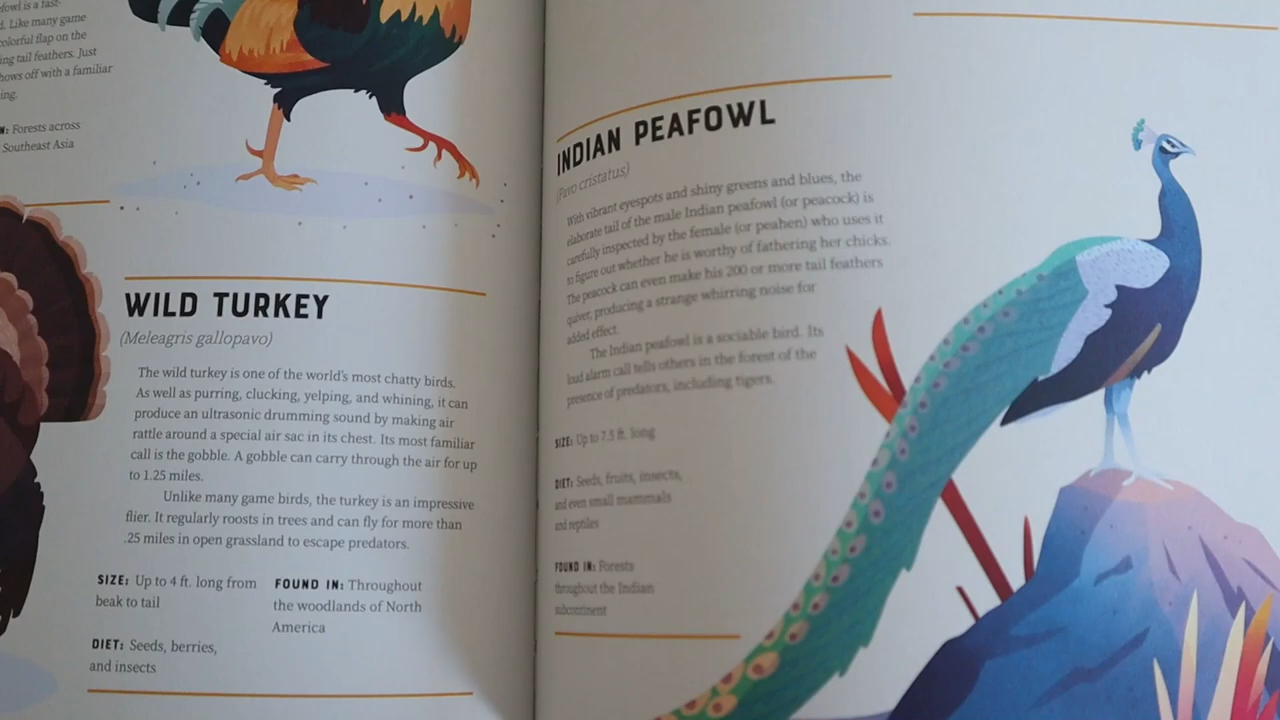 fowl is a fast-
d. Like many game
colorful flap on the
ing tail feathers. Just
hows off with a familiar
ing.
N: Forests across
Southeast Asia
WILD TURKEY
(Meleagris gallopavo)
The wild turkey is one of the world's most chatty birds.
As well as purring, clucking, yelping, and whining, it can
produce an ultrasonic drumming sound by making air
rattle around a special air sac in its chest. Its most familiar
call is the gobble. A gobble can carry through the air for up
to 1.25 miles.
Unlike many game birds, the turkey is an impressive
flier. It regularly roosts in trees and can fly for more than
.25 miles in open grassland to escape predators.
SIZE: Up to 4 ft. long from
beak to tail
DIET: Seeds, berries,
and insects
FOUND IN: Throughout
the woodlands of North
America
INDIAN PEAFOWL
(Pavo cristatus)
With vibrant eyespots and shiny greens and blues, the
elaborate tail of the male Indian peafowl (or peacock) is
carefully inspected by the female (or peahen) who uses it
to figure out whether he is worthy of fathering her chicks.
The peacock can even make his 200 or more tail feathers
quiver, producing a strange whirring noise for
added effect.
The Indian peafowl is a sociable bird. Its
loud alarm call tells others in the forest of the
presence of predators, including tigers.
SIZE: Up to 7.5 ft. long
DIET: Seeds, fruits, insects,
and even small mammals
and reptiles
FOUND IN: Forests
throughout the Indian
subcontinent